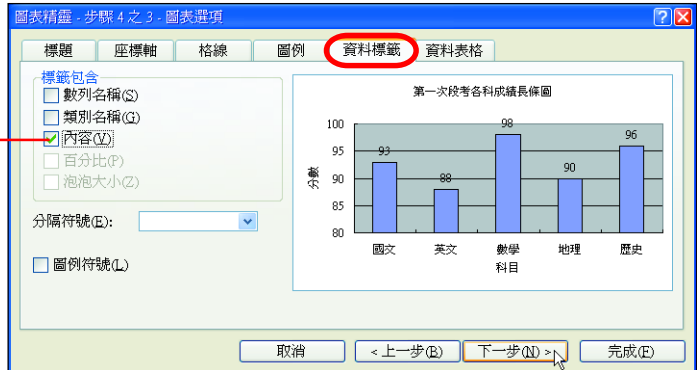 圖表精靈 - 步驟 4 之 3 - 圖表選項
標題 座標軸 格線 圖例 資料標籤 資料表格
標籤包含
數列名稱(S)
類別名稱(G)
內容(V)
百分比(P)
泡泡大小(Z)
分隔符號(E):
圖例符號(L)
第一次段考各科成績長條圖
100
95
90
85
80
分數
93
88
98
90
96
國文 英文 數學 地理 歷史
科目
取消 < 上一步(B) 下一步(N) > 完成(F)